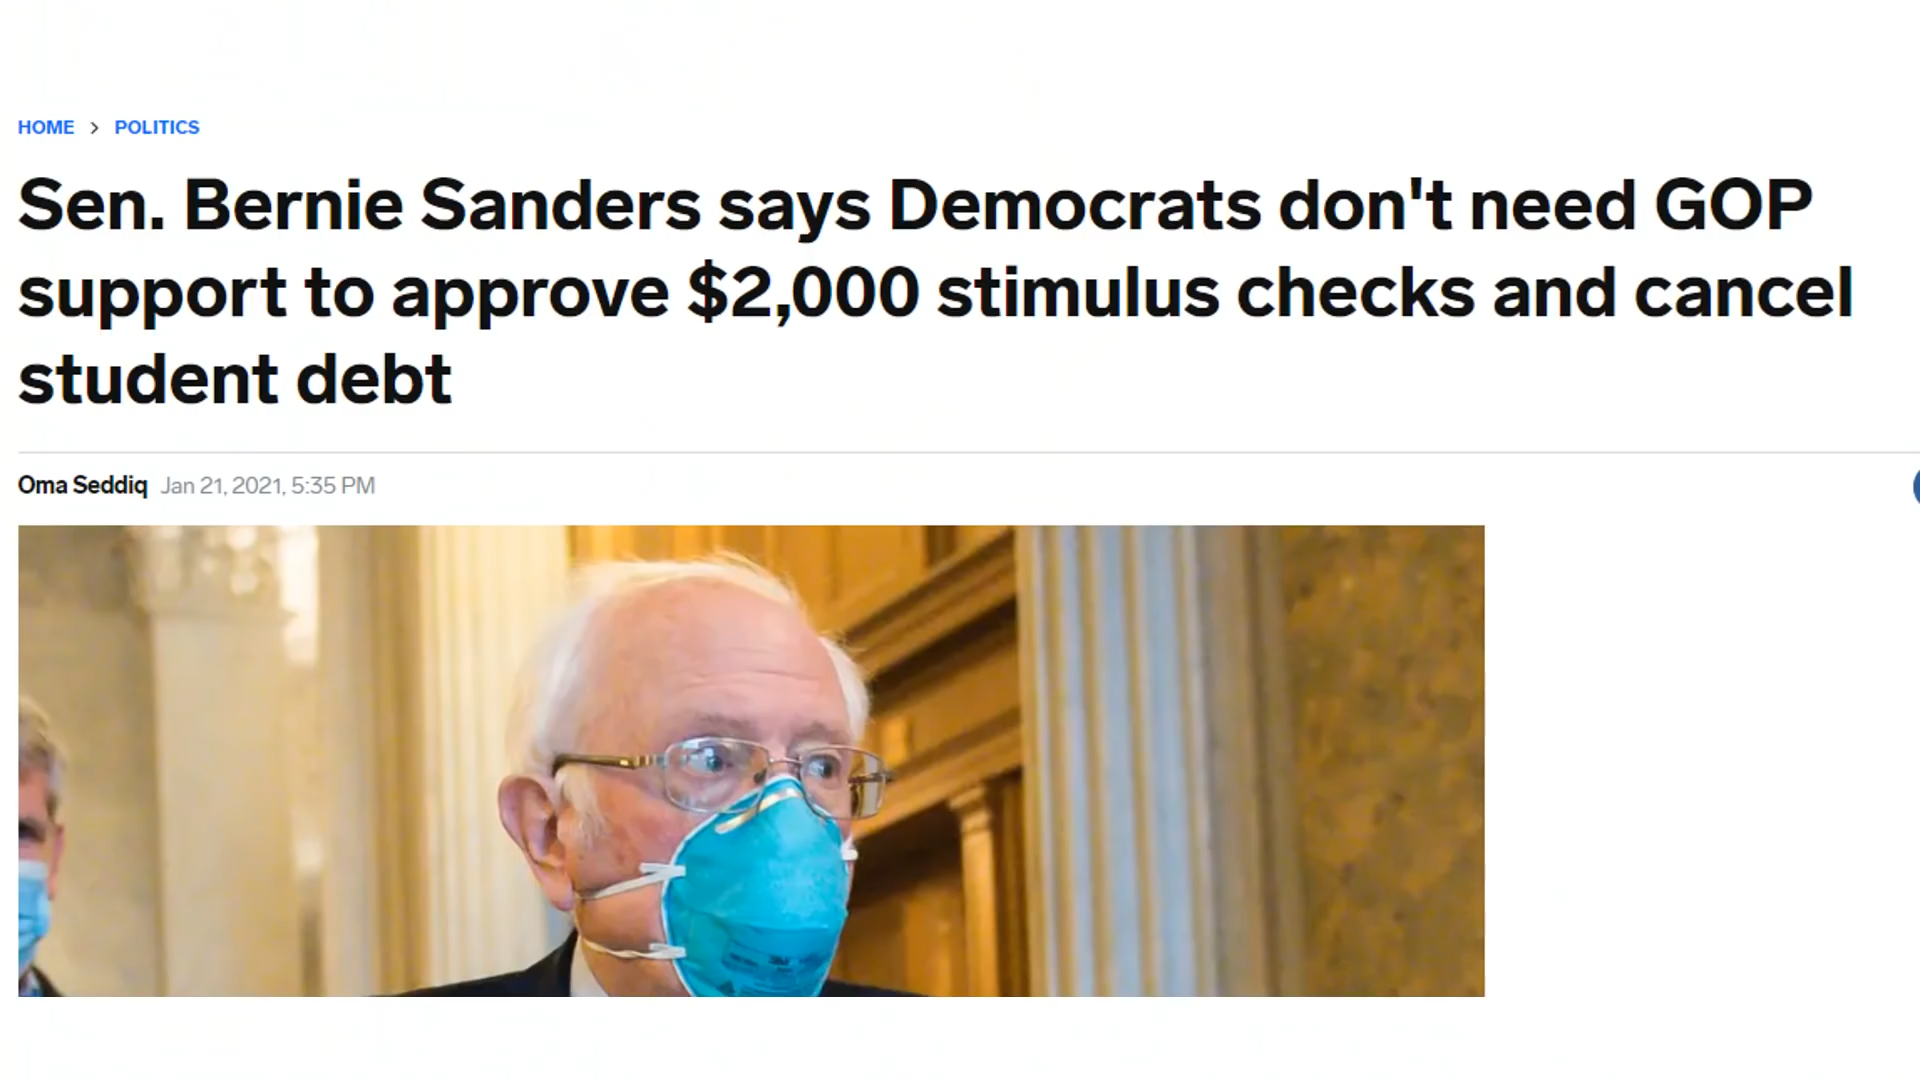 HOME > POLITICS
Sen. Bernie Sanders says Democrats don't need GOP
support to approve $2,000 stimulus checks and cancel
student debt
Oma Seddiq Jan 21, 2021, 5:35 PM
3M